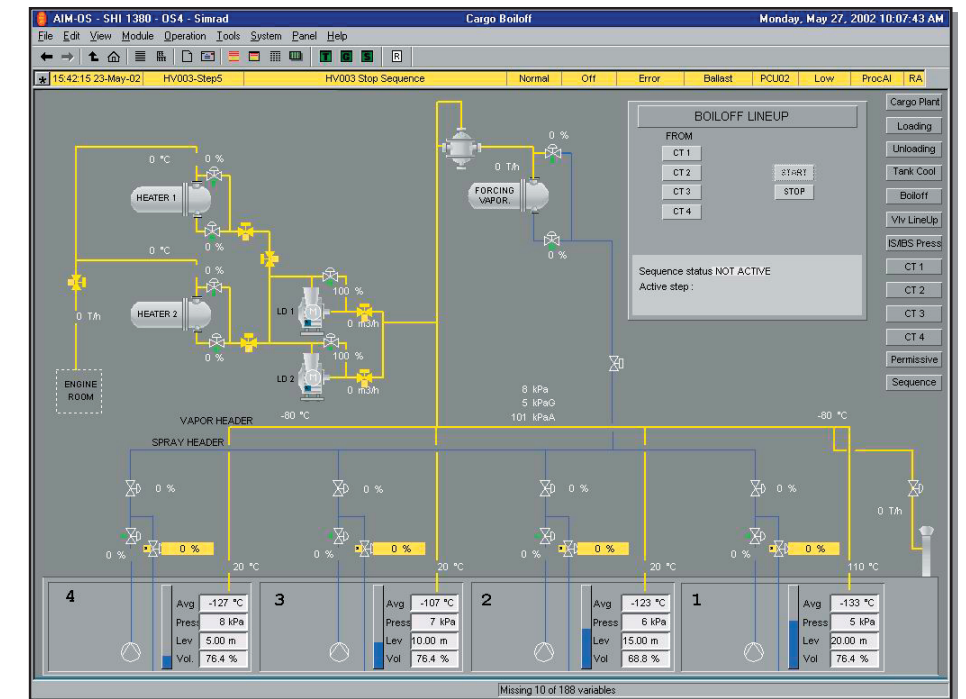 AIM-OS - SHI 1380 - OS4 - Simrad Cargo Boiloff Monday, May 27, 2002 10:07:43 AM
File Edit View Module Operation Tools System Panel Help
T G S R
* 15:42:15 23-May-02 HV003-Step5 HV003 Stop Sequence Normal Off Error Ballast PCU02 Low ProcAl RA
Cargo Plant
Loading
Unloading
Tank Cool
Boiloff
Vlv LineUp
IS/IBS Press
CT 1
CT 2
CT 3
CT 4
Permissive
Sequence
BOILOFF LINEUP
FROM
CT 1
CT 2 START
CT 3 STOP
CT 4
Sequence status NOT ACTIVE
Active step :
0 %
0 T/h
FORCING
VAPOR.
0 %
0 °C 0 %
HEATER 1
0 %
0 °C
0 %
HEATER 2
0 %
0 T/h
ENGINE
ROOM
100 %
LD 1
0 m3/h
100 %
LD 2
0 m3/h
8 kPa
5 kPaG
101 kPaA
-80 °C
-80 °C
VAPOR HEADER
SPRAY HEADER
0 % 0 % 0 % 0 %
0 T/h
0 % 0 % 0 % 0 %
0 % 0 % 0 % 0 %
20 °C 20 °C 20 °C 110 °C
4
Avg -127 °C
Press 8 kPa
Lev 5.00 m
Vol. 76.4 %
3
Avg -107 °C
Press 7 kPa
Lev 10.00 m
Vol 76.4 %
2
Avg -123 °C
Press 6 kPa
Lev 15.00 m
Vol 68.8 %
1
Avg -133 °C
Press 5 kPa
Lev 20.00 m
Vol 76.4 %
Missing 10 of 188 variables